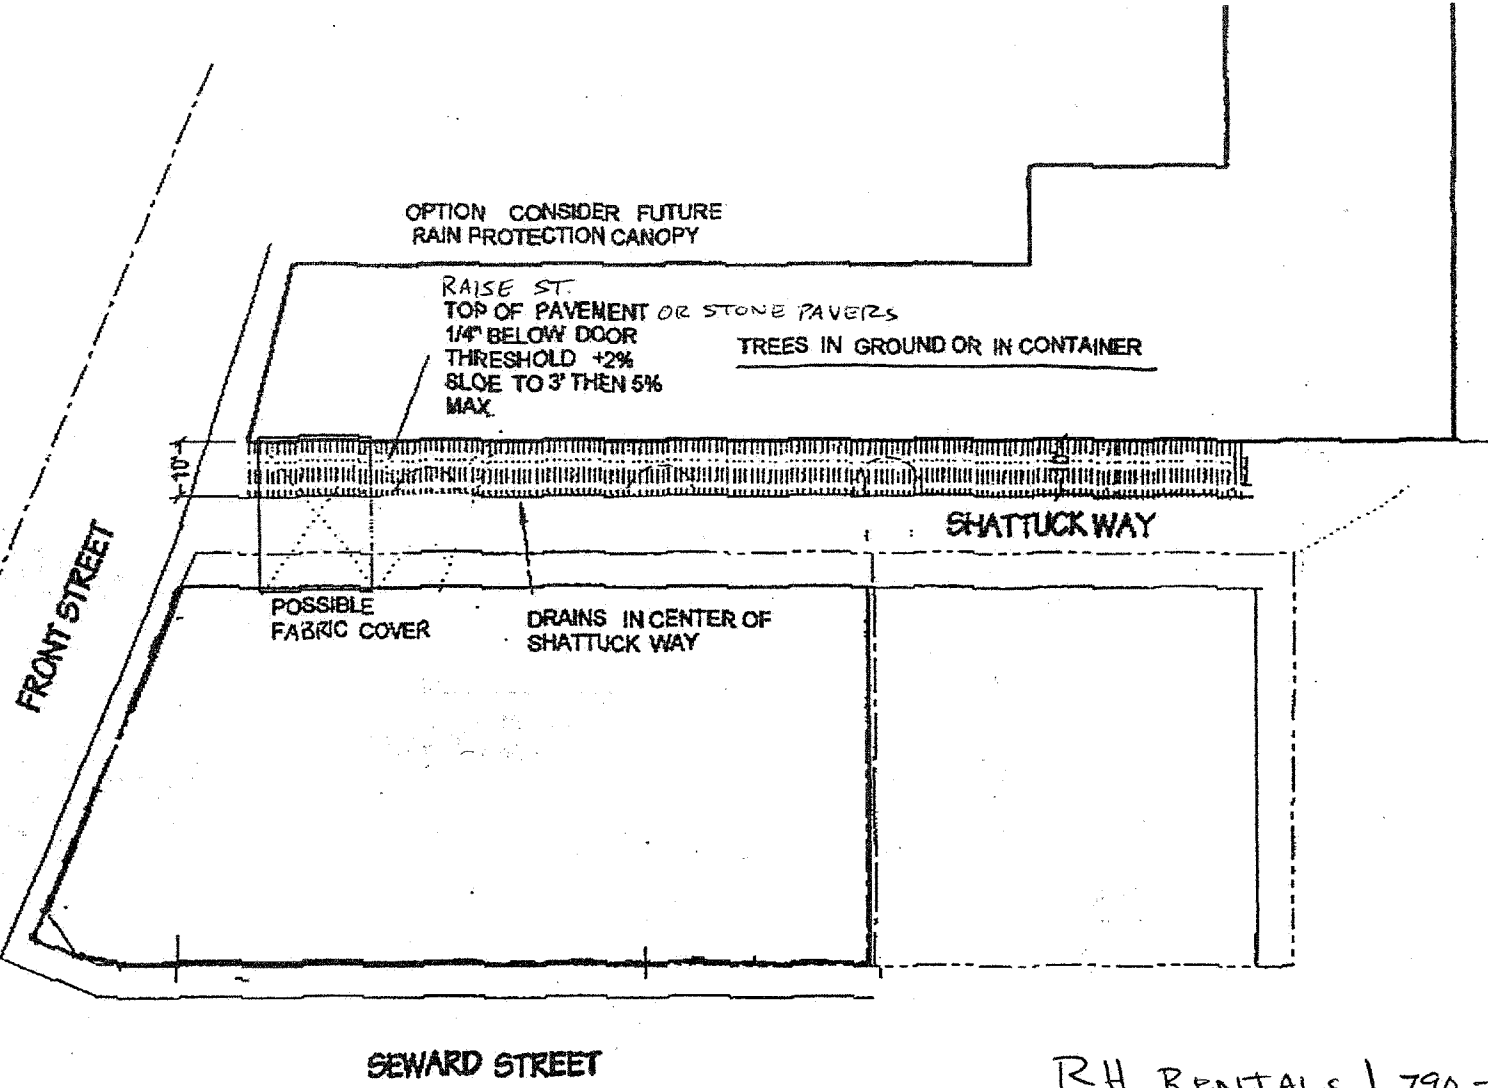 OPTION CONSIDER FUTURE
RAIN PROTECTION CANOPY
RAISE ST.
TOP OF PAVEMENT OR STONE PAVERS
1/4" BELOW DOOR
THRESHOLD +2%
SLOE TO 3' THEN 5%
MAX.
TREES IN GROUND OR IN CONTAINER
10'
SHATTUCK WAY
FRONT STREET
POSSIBLE
FABRIC COVER
DRAINS IN CENTER OF
SHATTUCK WAY
SEWARD STREET
RH RENTALS | 790-